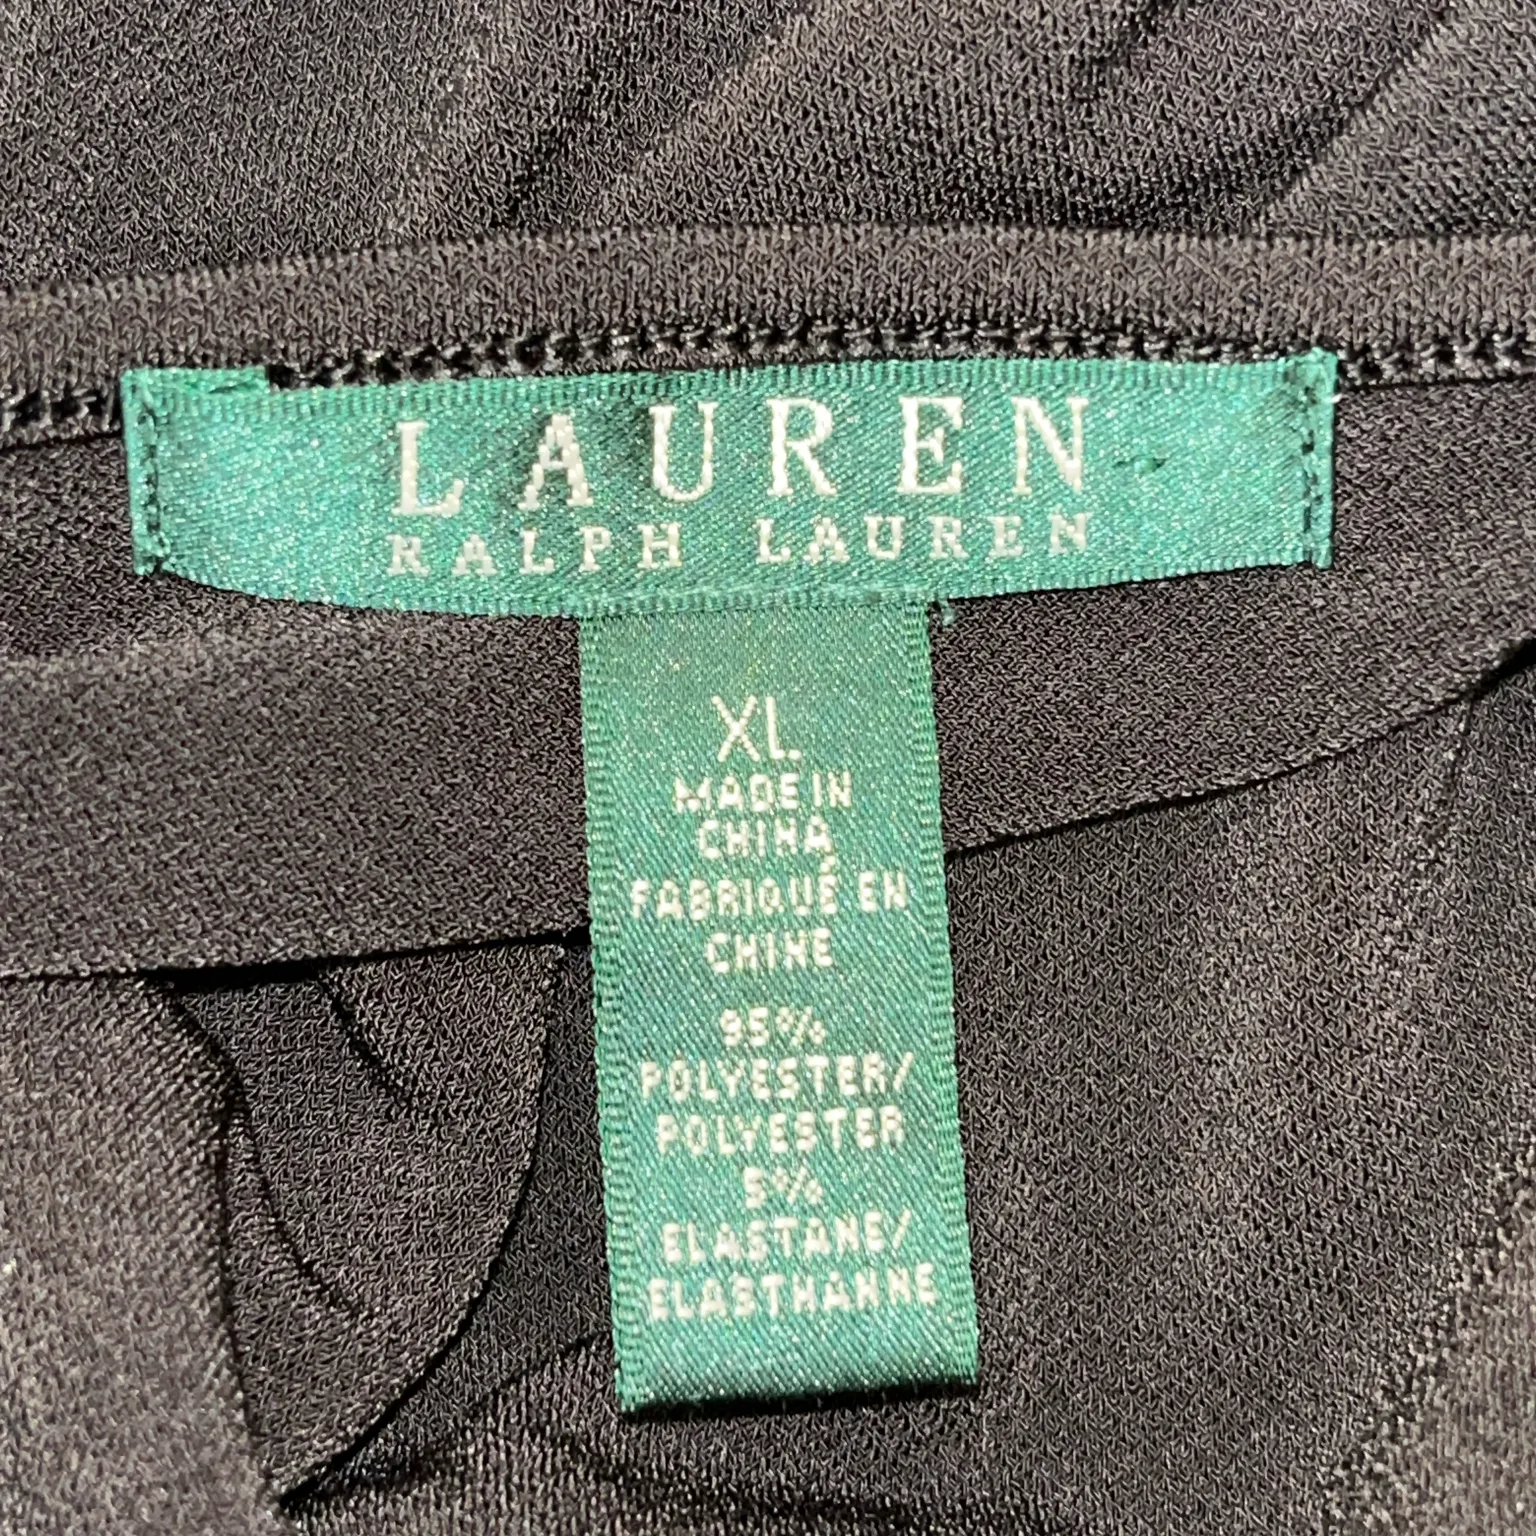 LAUREN
RALPH LAUREN
XL
MADE IN
CHINA
FABRIQUÉ EN
CHINE
95%
POLYESTER/
POLYESTER
5%
ELASTANE/
ELASTHANNE